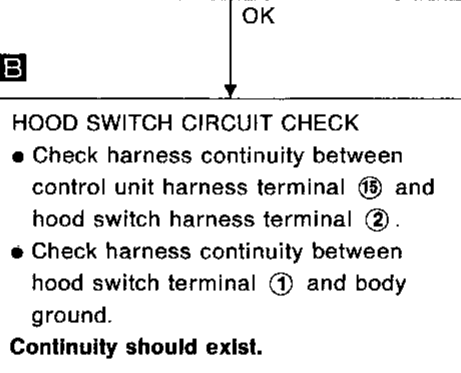 OK
B
HOOD SWITCH CIRCUIT CHECK
● Check harness continuity between
control unit harness terminal ⑮ and
hood switch harness terminal ②.
● Check harness continuity between
hood switch terminal ① and body
ground.
Continuity should exist.